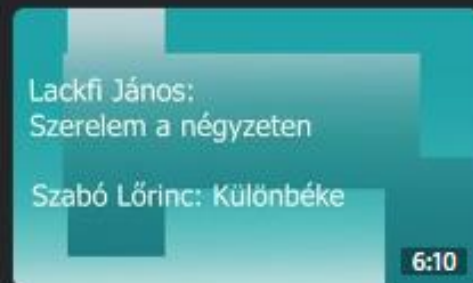 Lackfi János:
Szerelem a négyzeten
Szabó Lőrinc: Különbéke
6:10